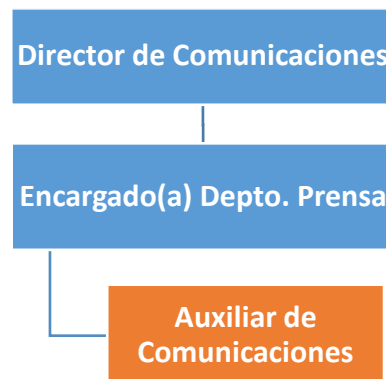 Director de Comunicaciones
Encargado(a) Depto. Prensa
Auxiliar de
Comunicaciones